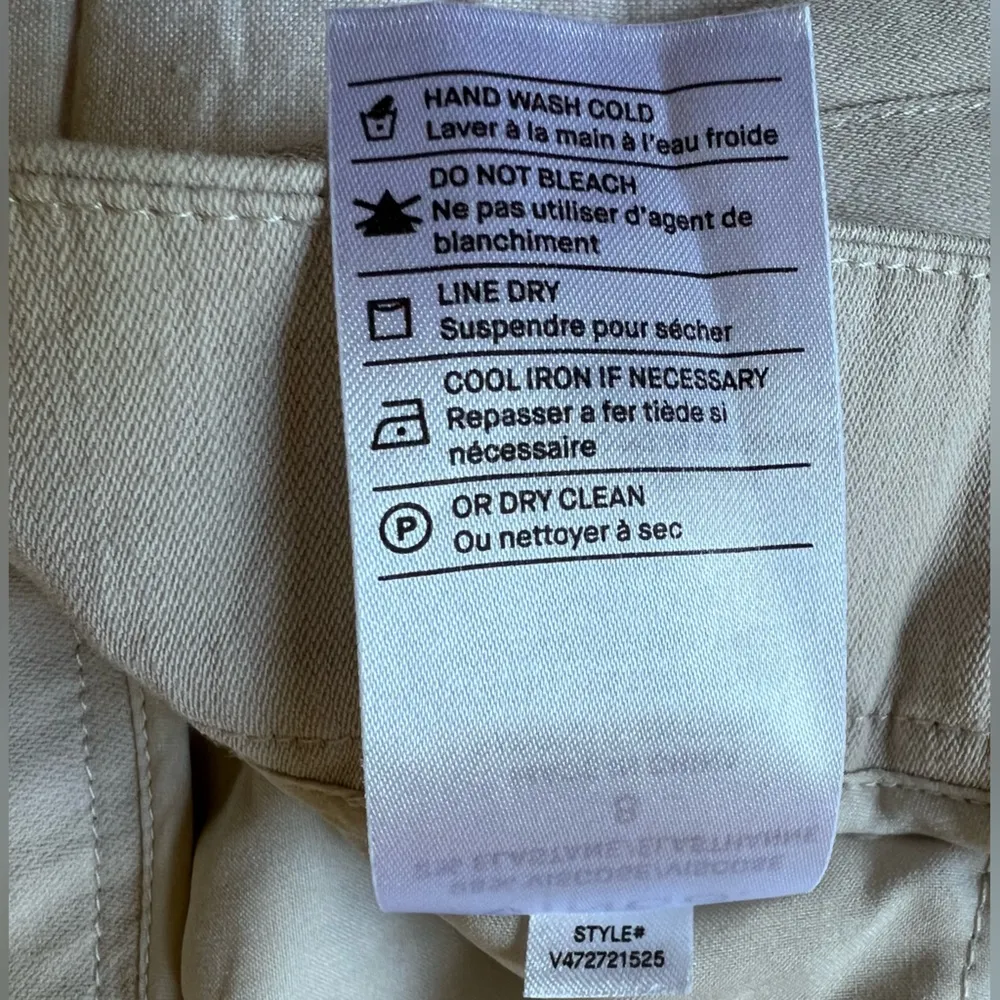 HAND WASH COLD
Laver à la main à l'eau froide
DO NOT BLEACH
Ne pas utiliser d'agent de
blanchiment
LINE DRY
Suspendre pour sécher
COOL IRON IF NECESSARY
Repasser a fer tiède si
nécessaire
P
OR DRY CLEAN
Ou nettoyer à sec
STYLE#
V472721525